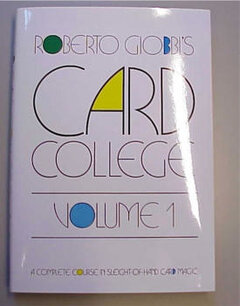 ROBERTO GIOBBI'S
CARD
COLLEGE
VOLUME 1
A COMPLETE COURSE IN SLEIGHT-OF-HAND CARD MAGIC